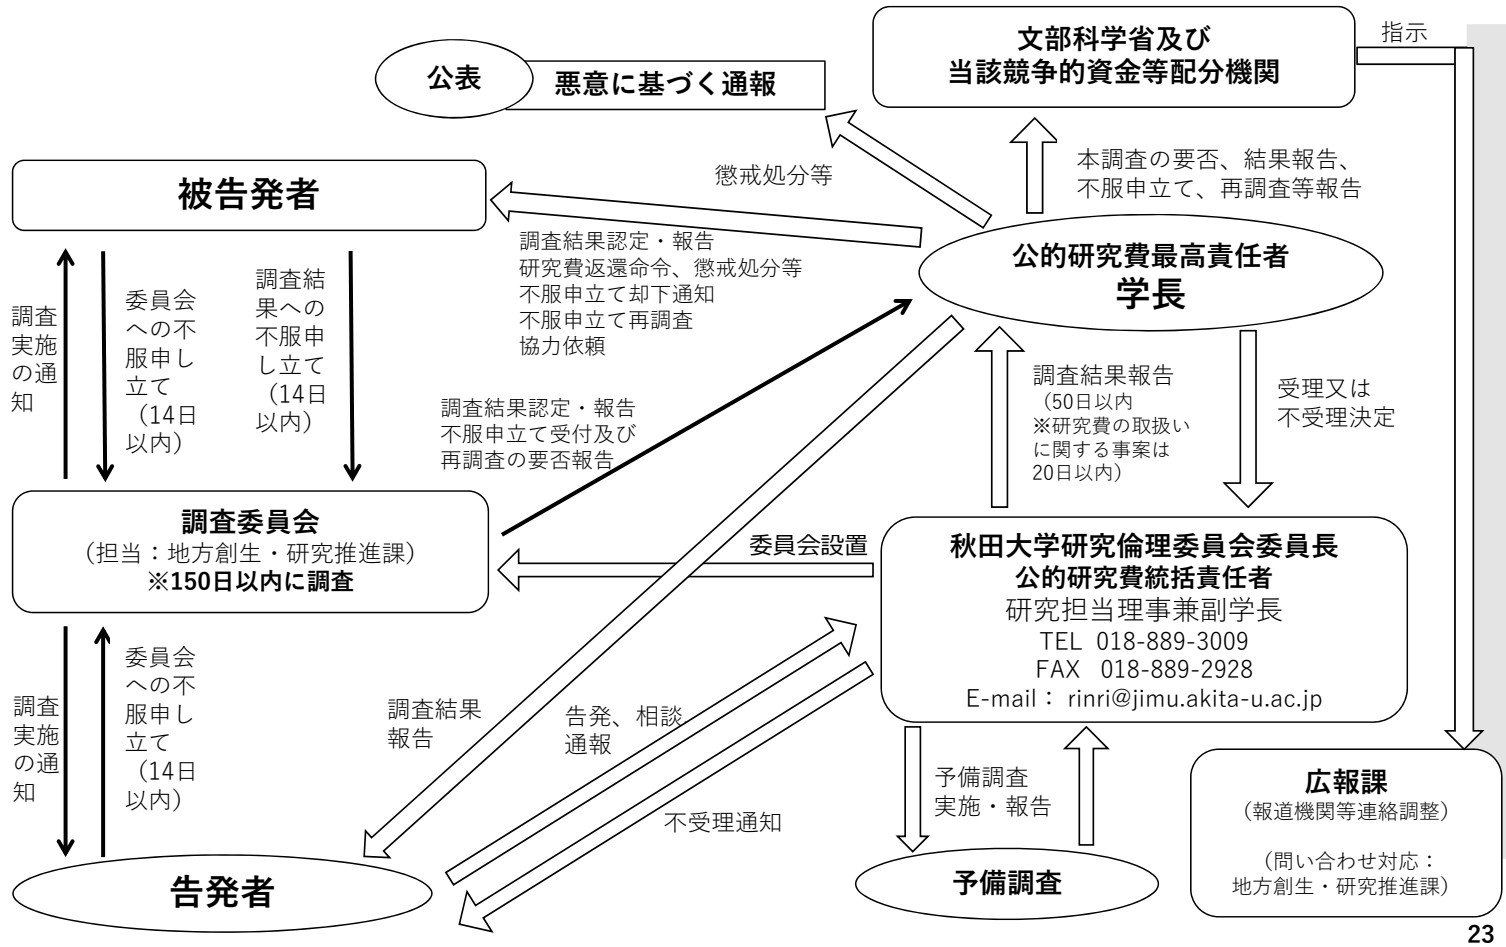 文部科学省及び
当該競争的資金等配分機関
指示
公表
悪意に基づく通報
本調査の要否、結果報告、
不服申立て、再調査等報告
懲戒処分等
被告発者
公的研究費最高責任者
学長
調査結果認定・報告
研究費返還命令、懲戒処分等
不服申立て却下通知
不服申立て再調査
協力依頼
調査
実施
の通
知
委員会
への不
服申し
立て
（14日
以内）
調査結
果への
不服申
し立て
（14日
以内）
調査結果認定・報告
不服申立て受付及び
再調査の要否報告
調査結果報告
（50日以内
※研究費の取扱い
に関する事案は
20日以内）
受理又は
不受理決定
調査委員会
（担当：地方創生・研究推進課）
※150日以内に調査
委員会設置
秋田大学研究倫理委員会委員長
公的研究費統括責任者
研究担当理事兼副学長
TEL 018-889-3009
FAX 018-889-2928
E-mail： rinri@jimu.akita-u.ac.jp
調査
実施
の通
知
委員会
への不
服申し
立て
（14日
以内）
調査結果
報告
告発、相談
通報
不受理通知
予備調査
実施・報告
広報課
（報道機関等連絡調整）
（問い合わせ対応：
地方創生・研究推進課）
告発者
予備調査
23